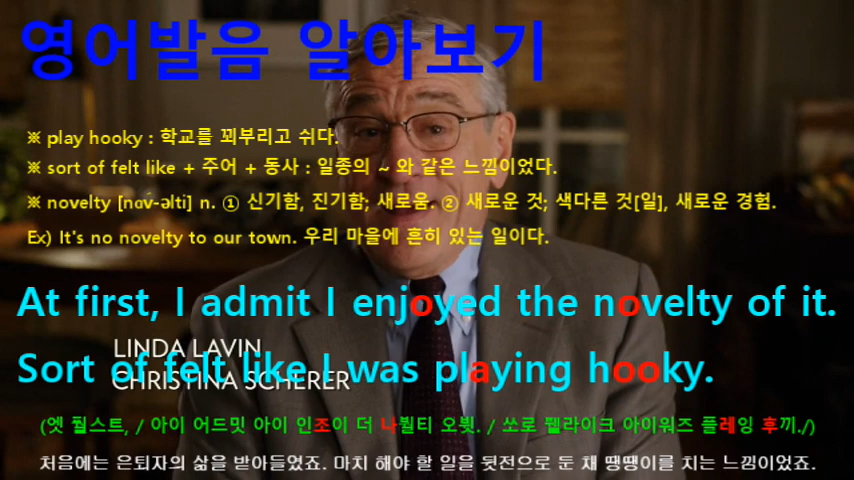 영어발음 알아보기
※ play hooky : 학교를 꾀부리고 쉬다.
※ sort of felt like + 주어 + 동사 : 일종의 ~ 와 같은 느낌이었다.
※ novelty [nɑ́v-əlti] n. ① 신기함, 진기함; 새로움. ② 새로운 것; 색다른 것[일], 새로운 경험.
Ex) It's no novelty to our town. 우리 마을에 흔히 있는 일이다.
At first, I admit I enjoyed the novelty of it.
LINDA LAVIN
Sort of felt like I was playing hooky.
CHRISTINA SCHERER
(엣 풜스트, / 아이 어드밋 아이 인조이 더 나뷀티 오뷧. / 쏘로 풸라이크 아이워즈 플레잉 후끼./)
처음에는 은퇴자의 삶을 받아들었죠. 마치 해야 할 일을 뒷전으로 둔 채 땡땡이를 치는 느낌이었죠.